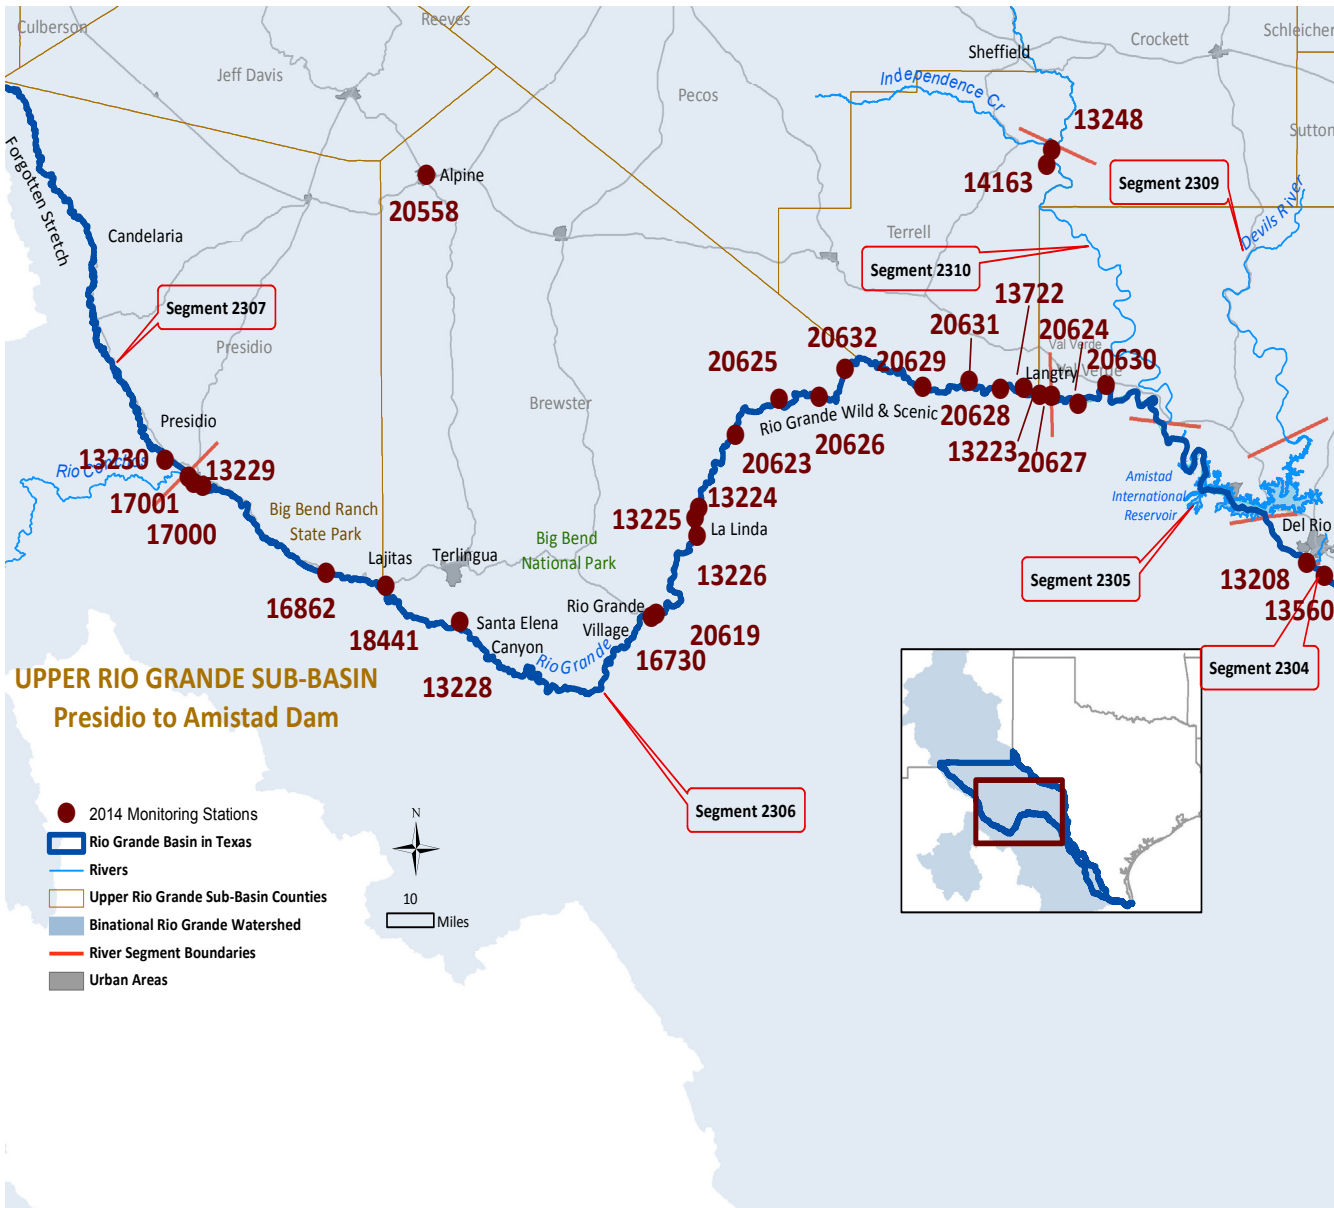 Culberson
Reeves
Schleicher
Crockett
Sheffield
Jeff Davis
Independence Cr
Pecos
13248
Sutton
Forgotten Stretch
14163
Segment 2309
Alpine
20558
Devils River
Candelaria
Terrell
Segment 2310
13722
Segment 2307
20631
20624
20632
Val Verde
Presidio
20625
20629
20630
Langtry
Val Verde
Brewster
Rio Grande Wild & Scenic
20628
Presidio
20626
13223
20623
20627
13230
13229
Rio Conchos
Amistad
International
Reservoir
17001
13224
Big Bend Ranch
State Park
17000
13225
La Linda
Del Rio
Big Bend
National Park
Lajitas
Terlingua
13226
13208
Segment 2305
16862
Rio Grande
Village
13560
18441
Santa Elena
Canyon
20619
Rio Grande
16730
Segment 2304
UPPER RIO GRANDE SUB-BASIN
Presidio to Amistad Dam
13228
Segment 2306
2014 Monitoring Stations
Rio Grande Basin in Texas
Rivers
Upper Rio Grande Sub-Basin Counties
Binational Rio Grande Watershed
River Segment Boundaries
Urban Areas
N
10
Miles